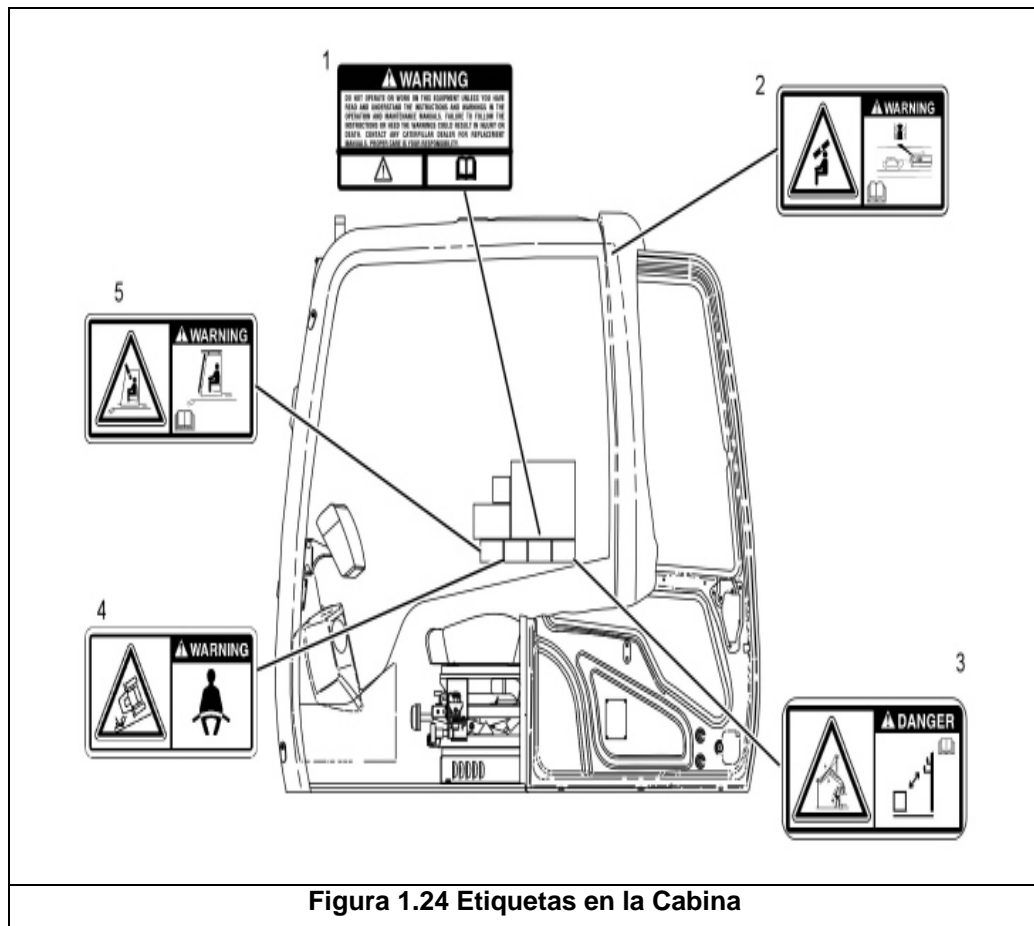 1
⚠ WARNING
DO NOT OPERATE OR WORK ON THIS EQUIPMENT UNLESS YOU HAVE
READ AND UNDERSTAND THE INSTRUCTIONS AND WARNINGS IN THE
OPERATION AND MAINTENANCE MANUALS. FAILURE TO FOLLOW THE
INSTRUCTIONS OR HEED THE WARNINGS COULD RESULT IN INJURY OR
DEATH. CONTACT ANY CATERPILLAR DEALER FOR REPLACEMENT
MANUALS. PROPER CARE IS YOUR RESPONSIBILITY.
2
⚠ WARNING
5
⚠ WARNING
4
⚠ WARNING
3
⚠ DANGER
Figura 1.24 Etiquetas en la Cabina